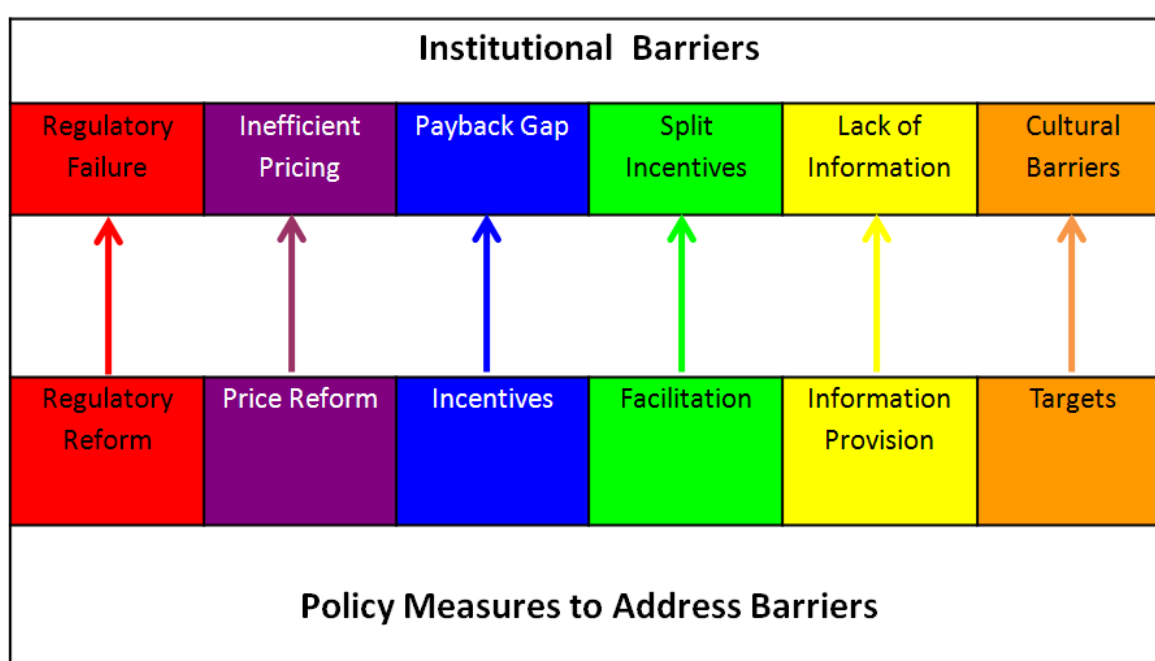 Institutional Barriers
Regulatory
Failure
Inefficient
Pricing
Payback Gap
Split
Incentives
Lack of
Information
Cultural
Barriers
Regulatory
Reform
Price Reform
Incentives
Facilitation
Information
Provision
Targets
Policy Measures to Address Barriers